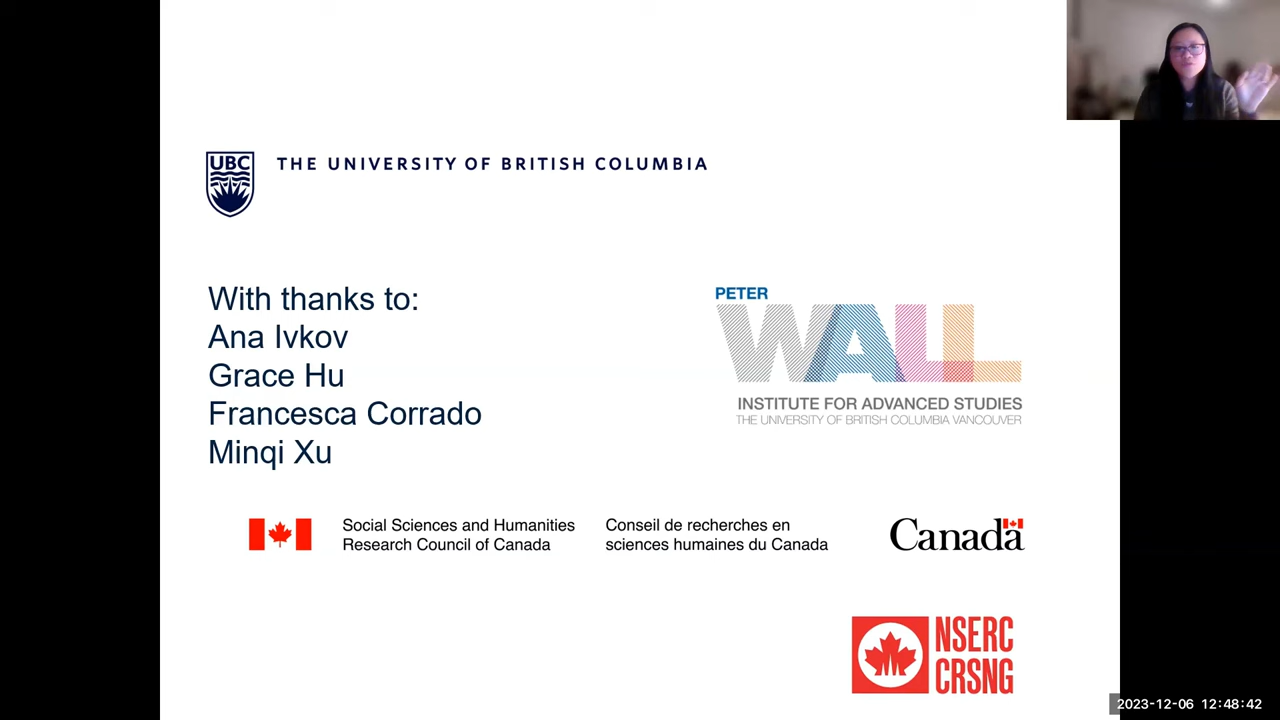 UBC
THE UNIVERSITY OF BRITISH COLUMBIA
With thanks to:
Ana Ivkov
Grace Hu
Francesca Corrado
Minqi Xu
PETER
WALL
INSTITUTE FOR ADVANCED STUDIES
THE UNIVERSITY OF BRITISH COLUMBIA VANCOUVER
Social Sciences and Humanities
Research Council of Canada
Conseil de recherches en
sciences humaines du Canada
Canada
NSERC
CRSNG
2023-12-06 12:48:42